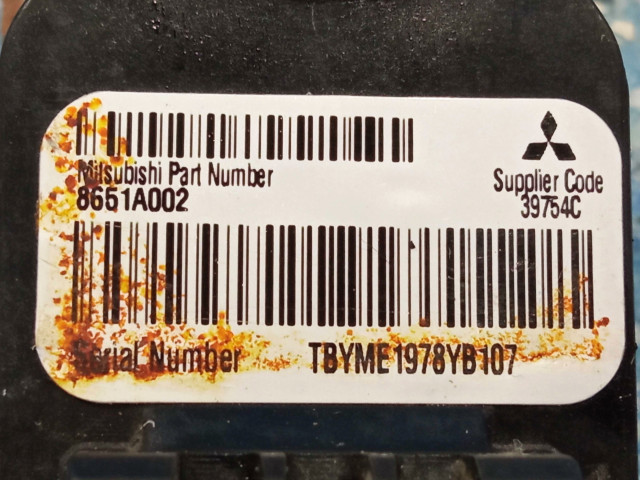 Mitsubishi Part Number
8651A002
Supplier Code
39754C
Serial Number TBYME1978YB107